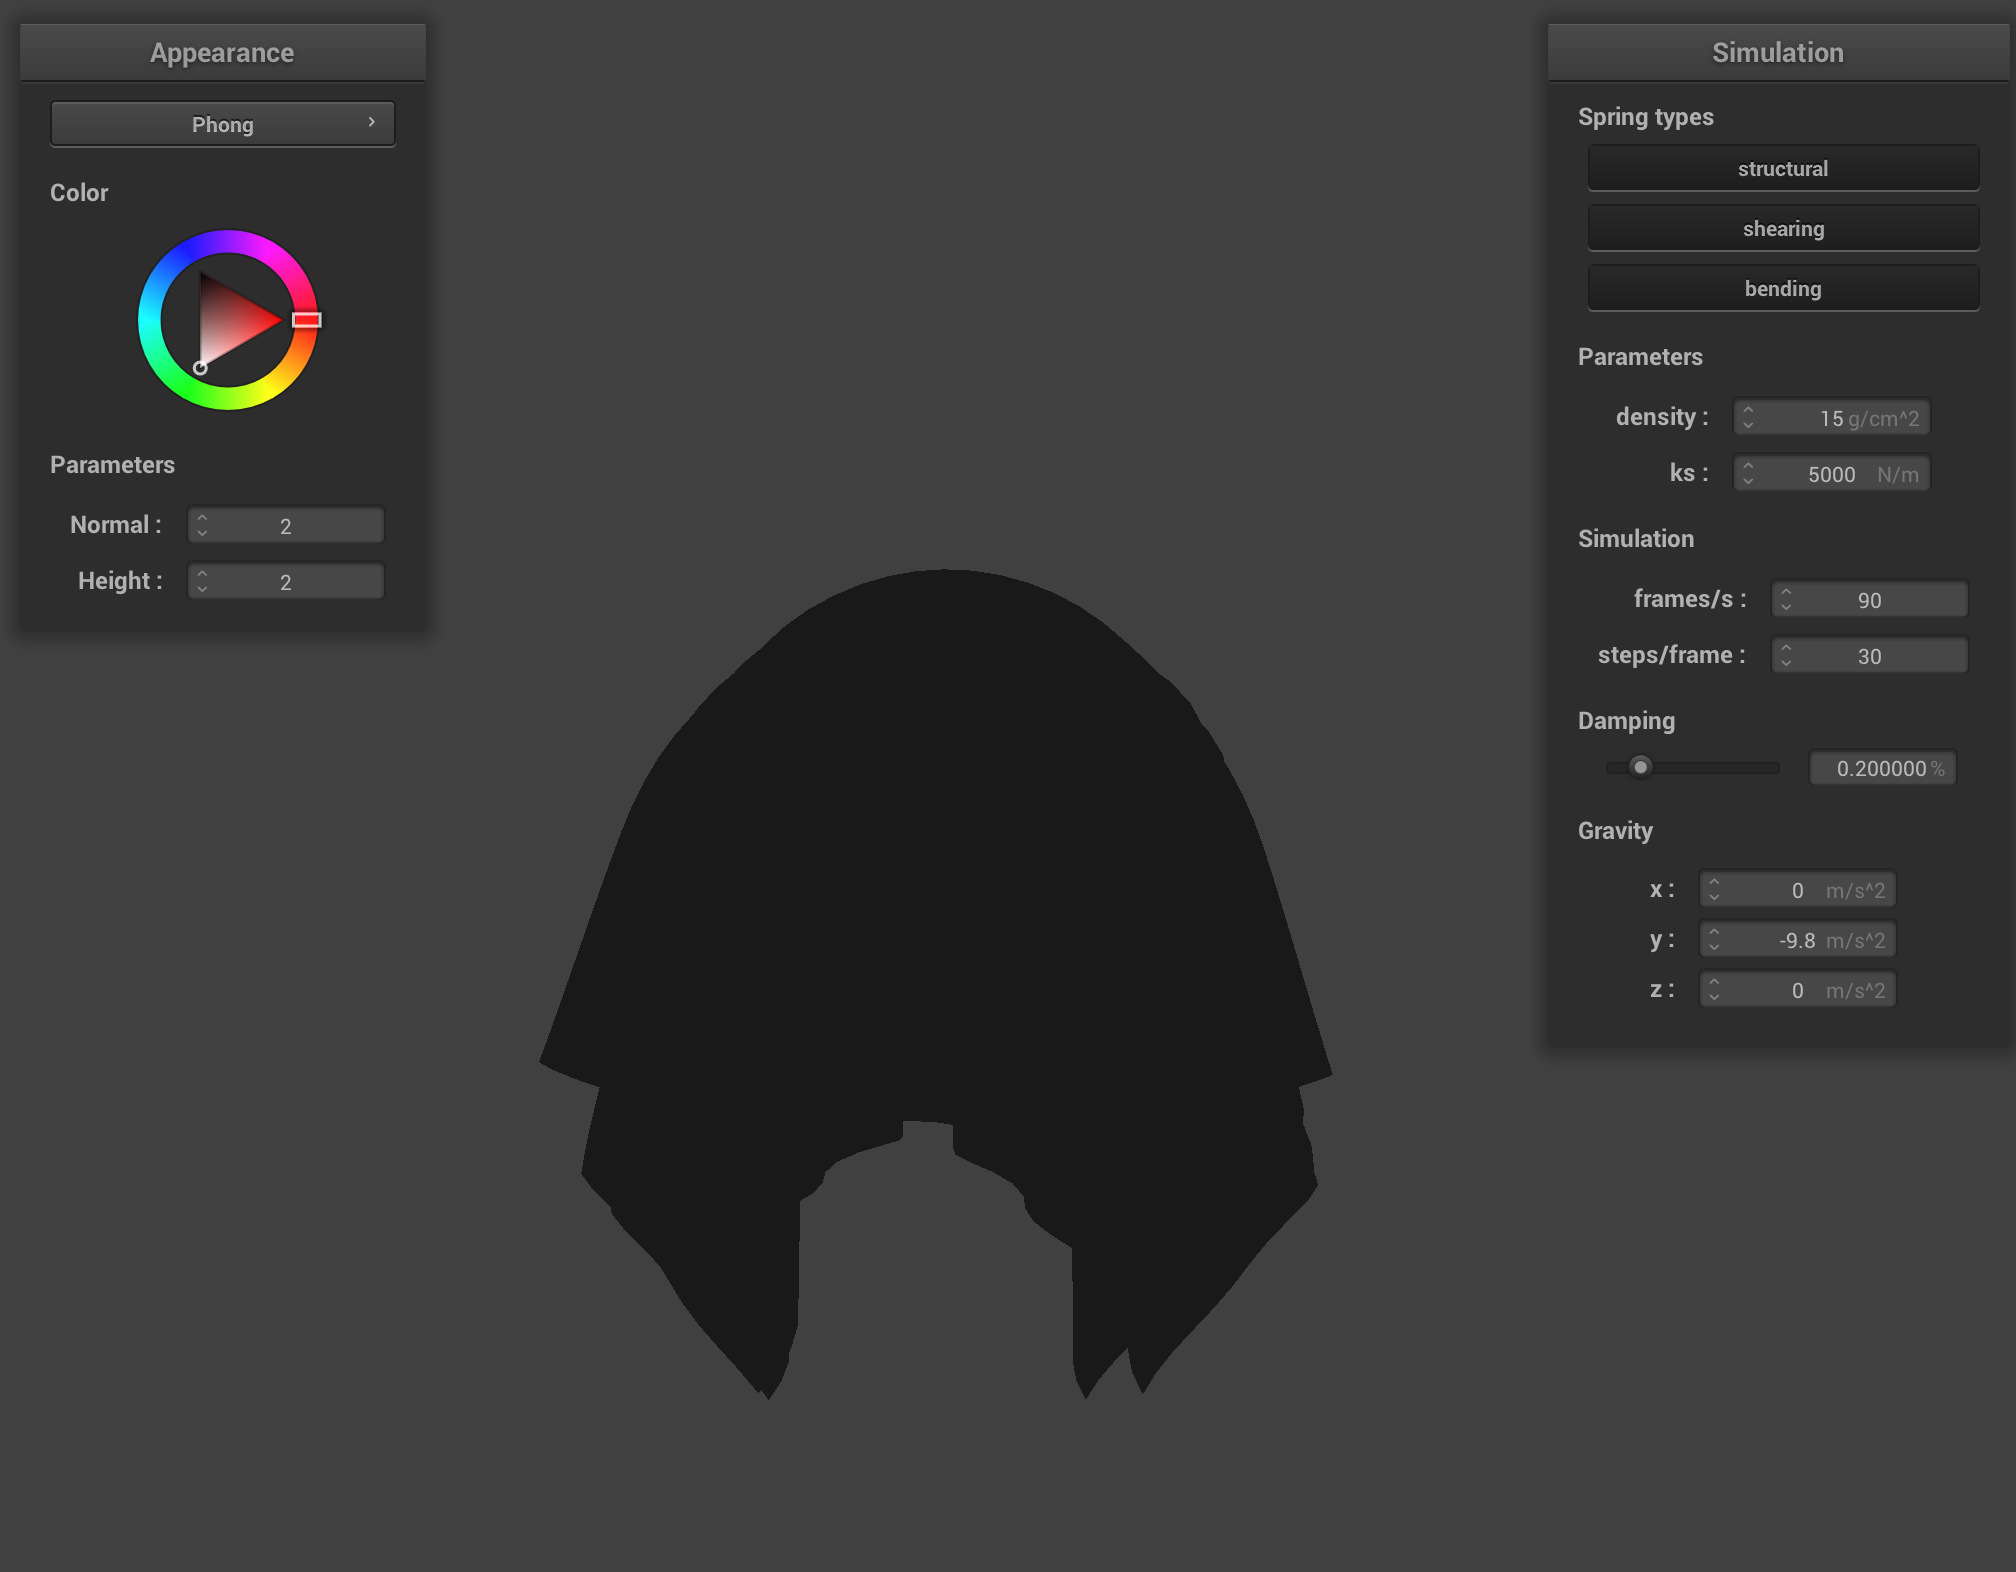 Appearance
Phong
Color
Parameters
Normal :
2
Height :
2
Simulation
Spring types
structural
shearing
bending
Parameters
density :
15 g/cm^2
ks :
5000 N/m
Simulation
frames/s :
90
steps/frame :
30
Damping
0.200000 %
Gravity
x :
0 m/s^2
y :
-9.8 m/s^2
z :
0 m/s^2